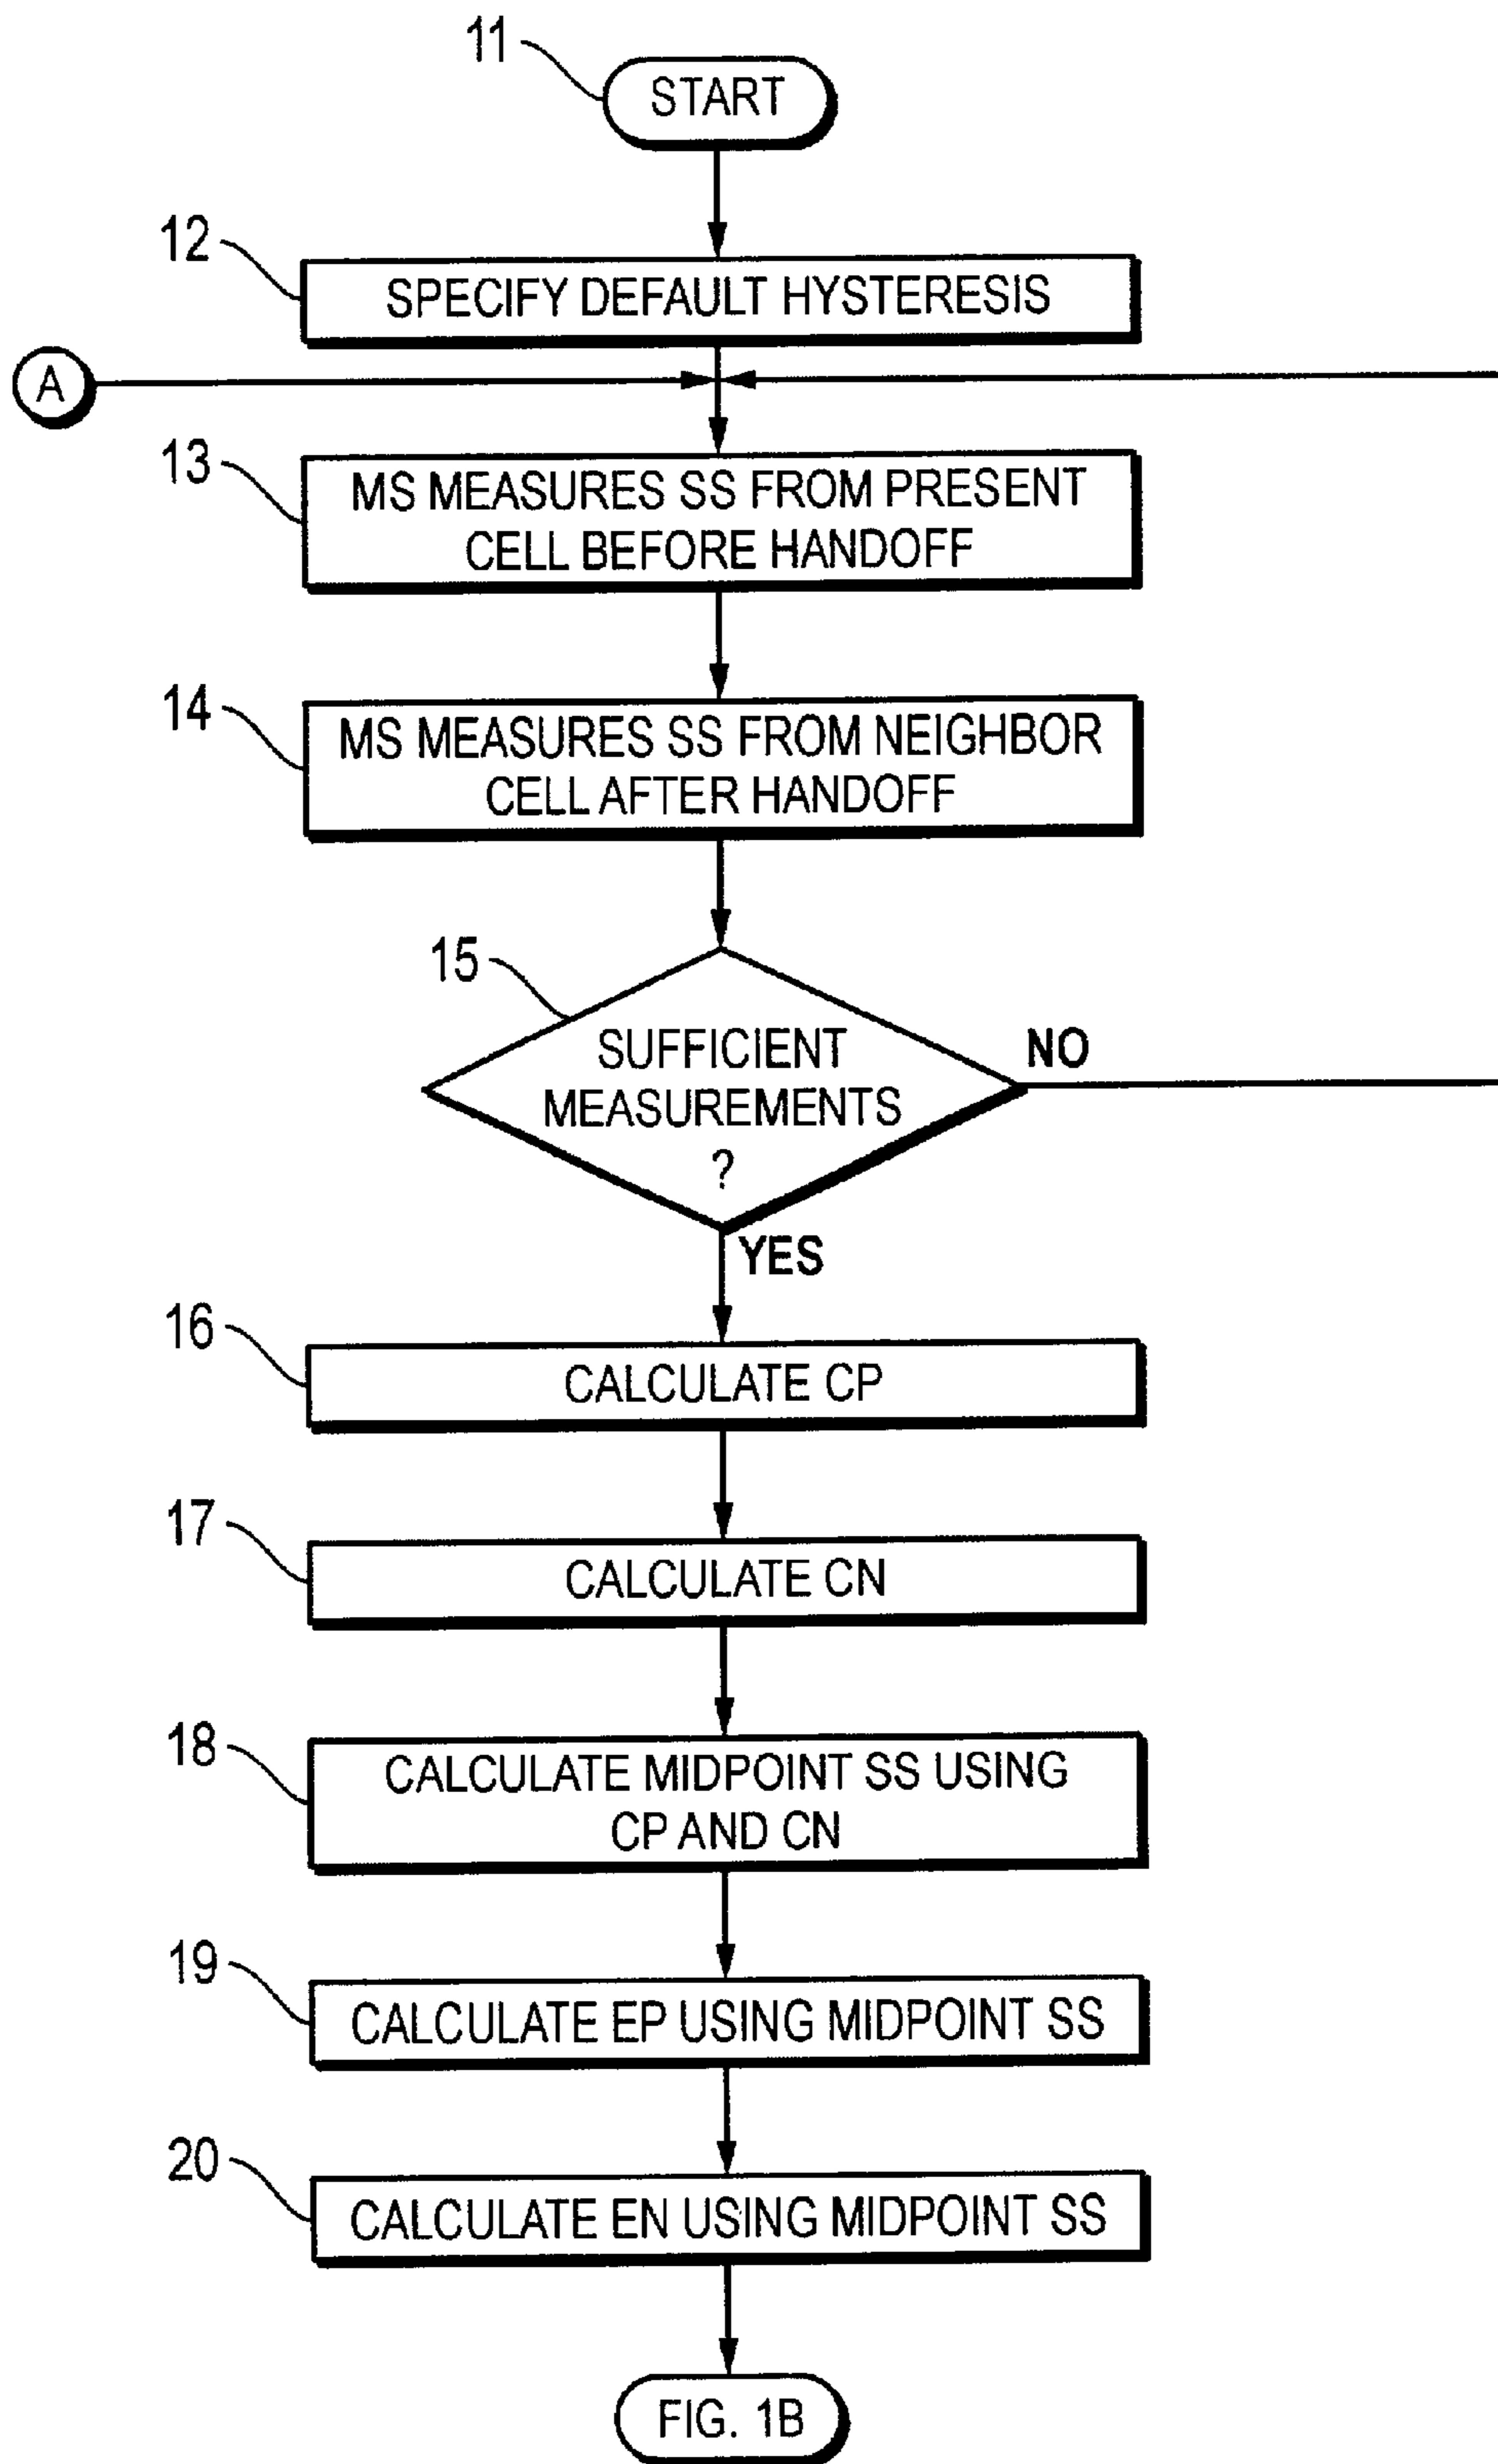 11
START
12
SPECIFY DEFAULT HYSTERESIS
A
13
MS MEASURES SS FROM PRESENT
CELL BEFORE HANDOFF
14
MS MEASURES SS FROM NEIGHBOR
CELL AFTER HANDOFF
15
SUFFICIENT
MEASUREMENTS
?
NO
YES
16
CALCULATE CP
17
CALCULATE CN
18
CALCULATE MIDPOINT SS USING
CP AND CN
19
CALCULATE EP USING MIDPOINT SS
20
CALCULATE EN USING MIDPOINT SS
FIG. 1B